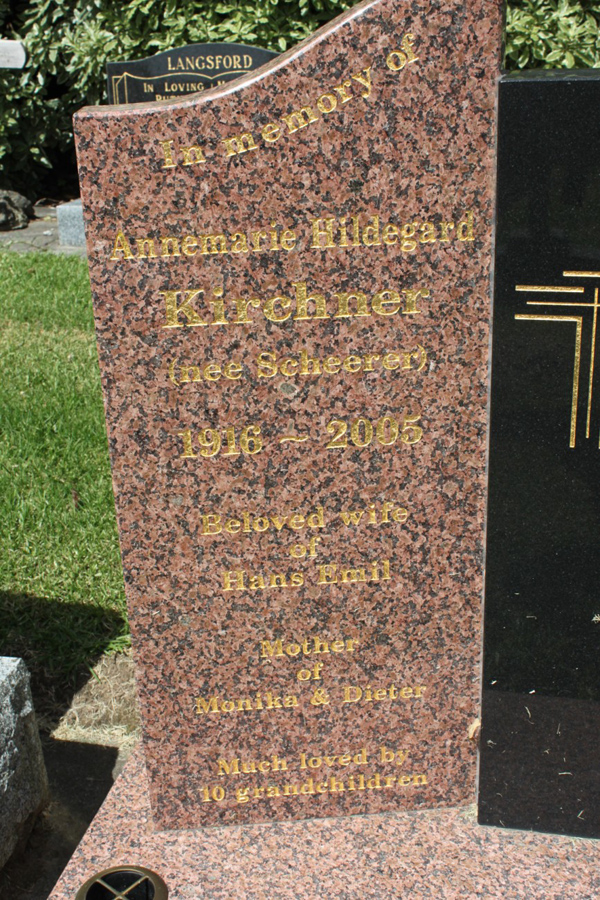 LANGSFORD
IN LOVING
In memory of
Annemarie Hildegard
Kirchner
(nee Scheerer)
1916 ~ 2005
Beloved wife
of
Hans Emil
Mother
of
Monika & Dieter
Much loved by
10 grandchildren